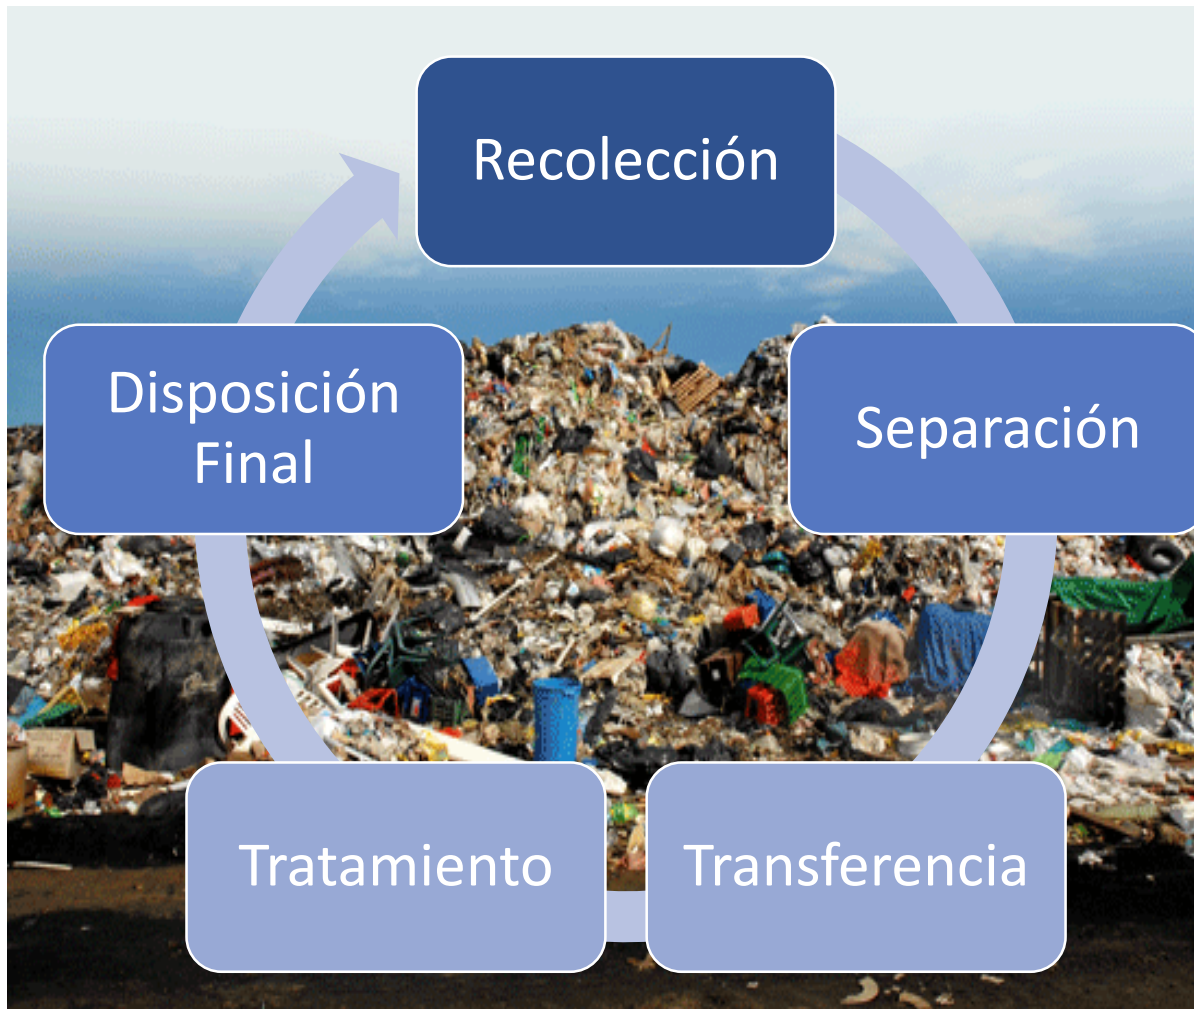 Recolección
Separación
Transferencia
Tratamiento
Disposición
Final